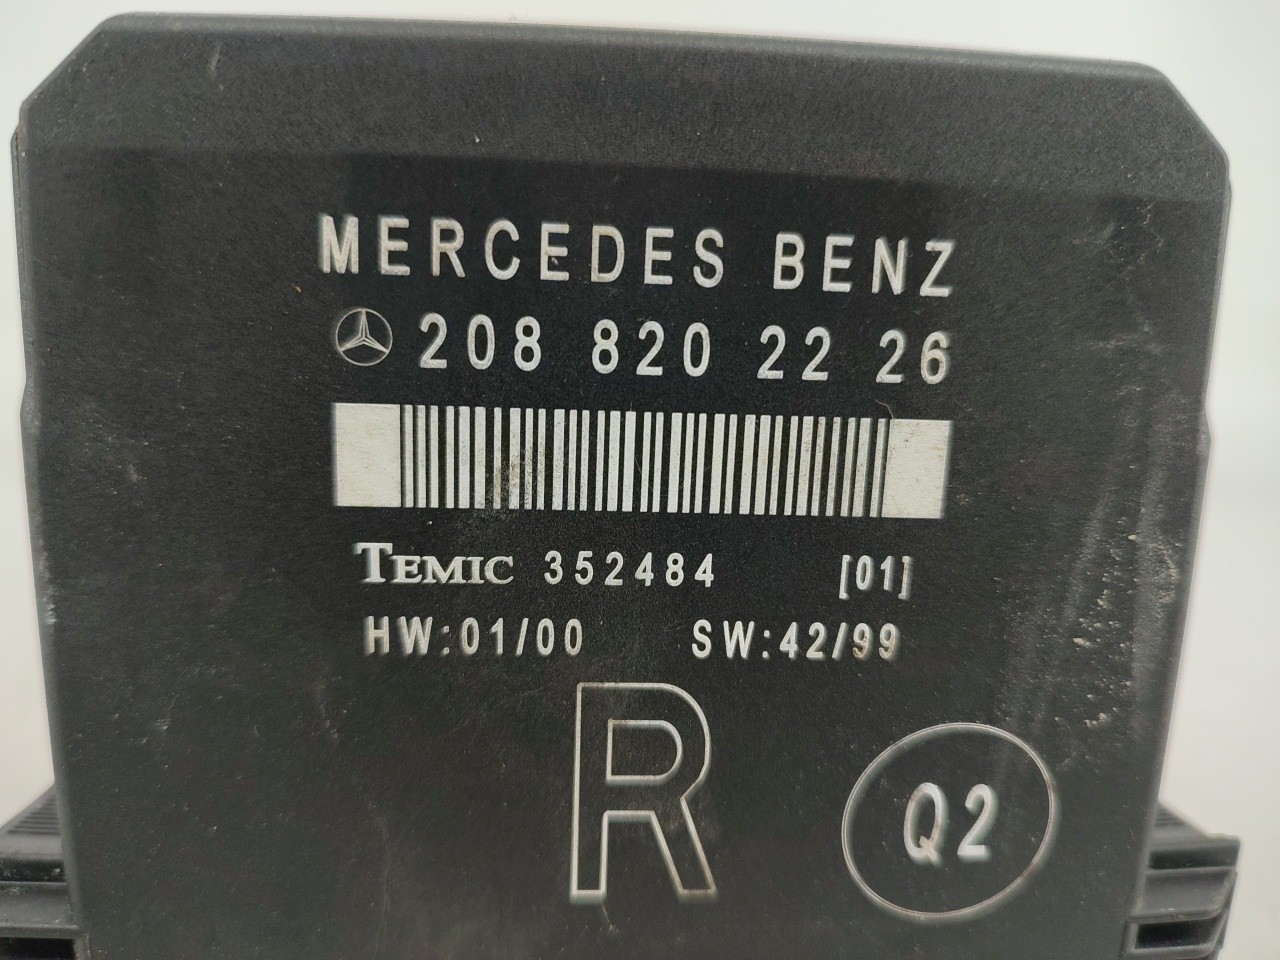 MERCEDES BENZ
208 820 22 26
TEMIC 352484 [01]
HW:01/00 SW:42/99
R
Q2